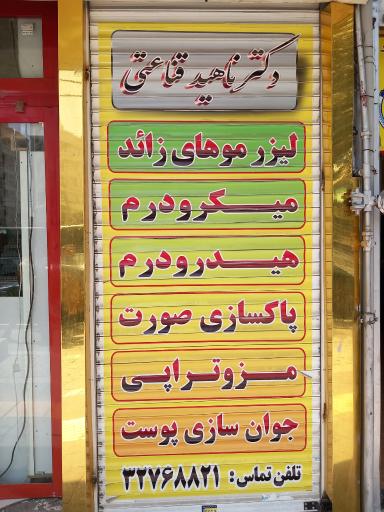 دکتر ناهید قناعتی
لیزر موهای زائد
میکرودرم
هیدرودرم
پاکسازی صورت
مزوتراپی
جوان سازی پوست
تلفن تماس: ۳۲۷۶۸۸۲۱